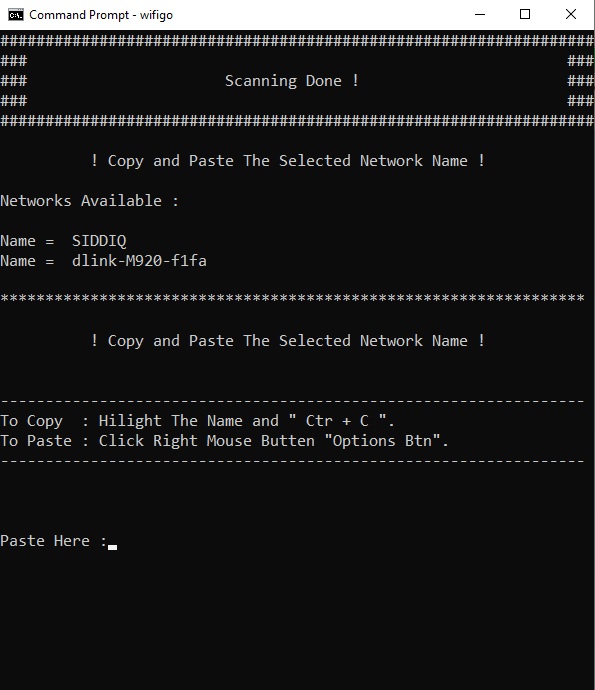 Command Prompt - wifigo
##################################################################
###                                                            ###
###                      Scanning Done !                       ###
###                                                            ###
##################################################################
! Copy and Paste The Selected Network Name !
Networks Available :
Name =  SIDDIQ
Name =  dlink-M920-f1fa
*****************************************************************
! Copy and Paste The Selected Network Name !
-----------------------------------------------------------------
To Copy  : Hilight The Name and " Ctr + C ".
To Paste : Click Right Mouse Butten "Options Btn".
-----------------------------------------------------------------
Paste Here :